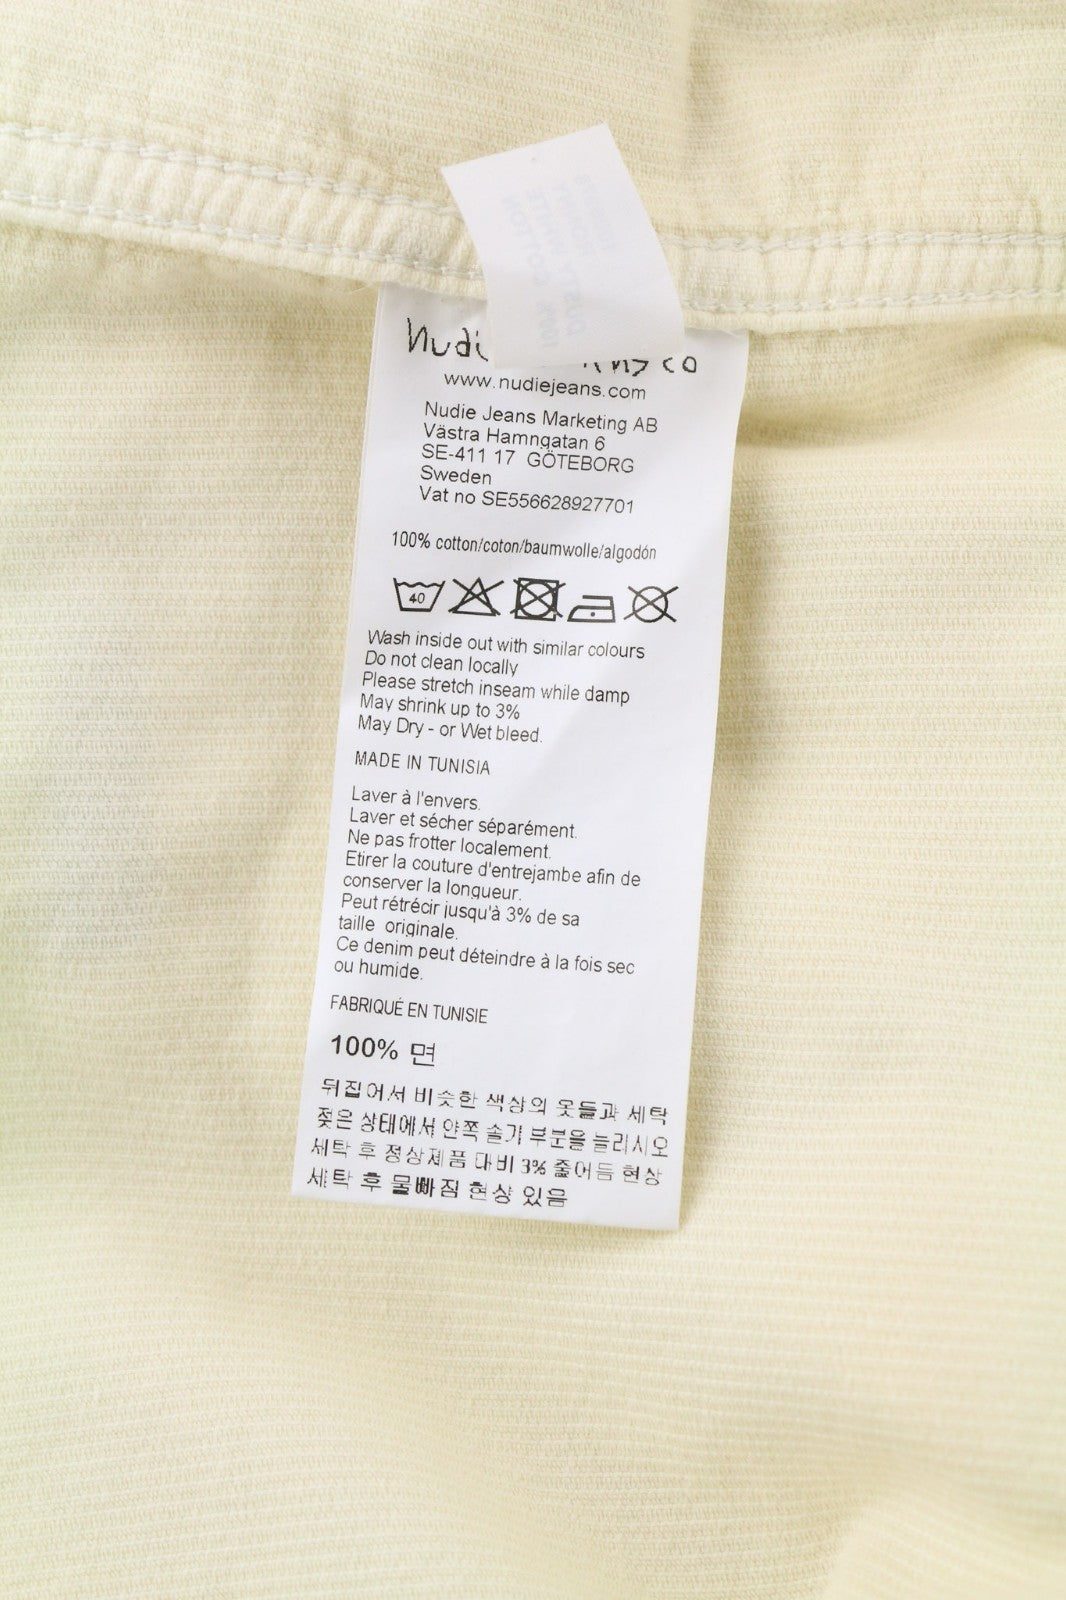 Nudi
www.nudiejeans.com
Nudie Jeans Marketing AB
Västra Hamngatan 6
SE-411 17 GÖTEBORG
Sweden
Vat no SE556628927701
100% cotton/coton/baumwolle/algodón
40
Wash inside out with similar colours
Do not clean locally
Please stretch inseam while damp
May shrink up to 3%
May Dry - or Wet bleed.
MADE IN TUNISIA
Laver à l'envers.
Laver et sécher séparément.
Ne pas frotter localement.
Etirer la couture d'entrejambe afin de
conserver la longueur.
Peut rétrécir jusqu'à 3% de sa
taille originale.
Ce denim peut déteindre à la fois sec
ou humide.
FABRIQUÉ EN TUNISIE
100% 면
뒤집어서 비슷한 색상의 옷들과 세탁
젖은 상태에서 안쪽 솔기 부분을 늘리시오
세탁 후 정상제품 대비 3% 줄어듬 현상
세탁 후 물빠짐 현상 있음